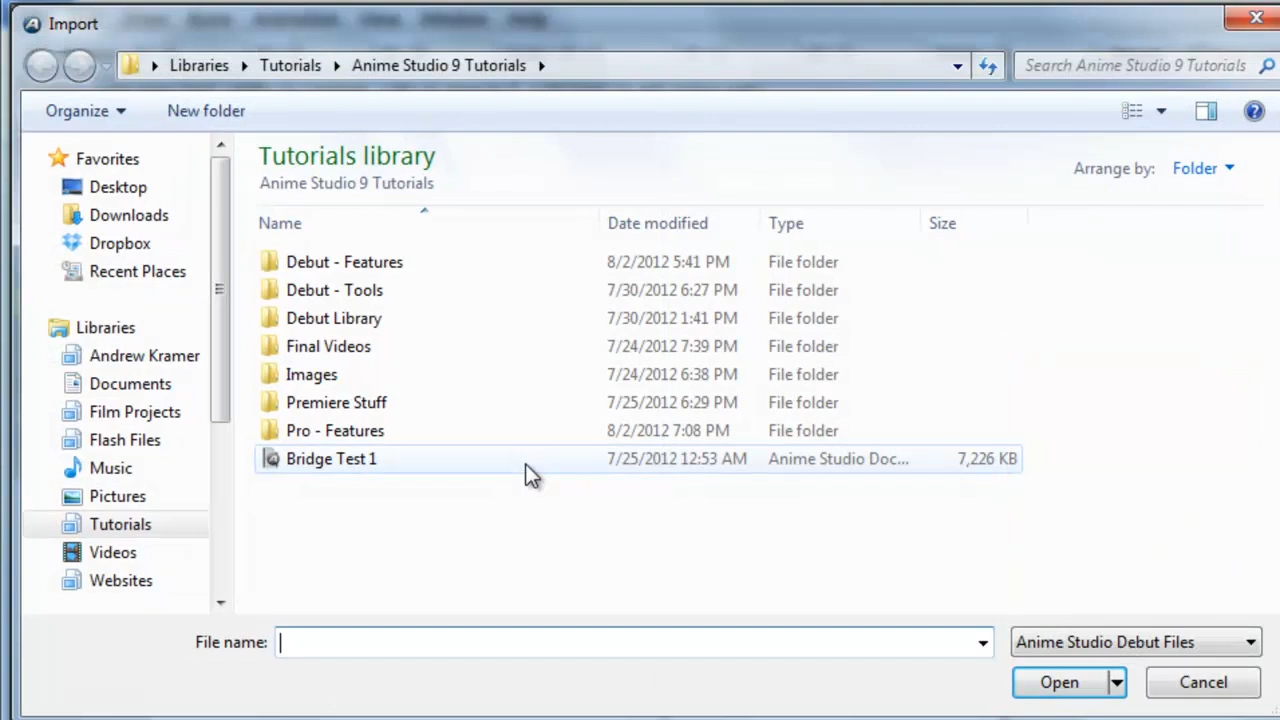 Import
Libraries Tutorials Anime Studio 9 Tutorials
Search Anime Studio 9 Tutorials
Organize New folder
Favorites
Desktop
Downloads
Dropbox
Recent Places
Libraries
Andrew Kramer
Documents
Film Projects
Flash Files
Music
Pictures
Tutorials
Videos
Websites
Tutorials library
Anime Studio 9 Tutorials
Arrange by: Folder
Name Date modified Type Size
Debut - Features 8/2/2012 5:41 PM File folder
Debut - Tools 7/30/2012 6:27 PM File folder
Debut Library 7/30/2012 1:41 PM File folder
Final Videos 7/24/2012 7:39 PM File folder
Images 7/24/2012 6:38 PM File folder
Premiere Stuff 7/25/2012 6:29 PM File folder
Pro - Features 8/2/2012 7:08 PM File folder
Bridge Test 1 7/25/2012 12:53 AM Anime Studio Doc... 7,226 KB
File name:
Anime Studio Debut Files
Open
Cancel